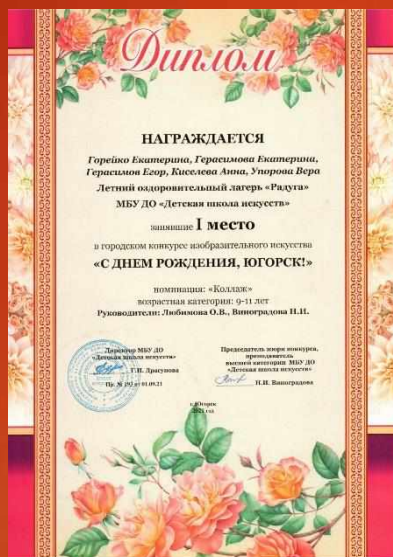 Диплом
НАГРАЖДАЕТСЯ
Горейко Екатерина, Герасимова Екатерина,
Герасимов Егор, Киселева Анна, Упорова Вера
Летний оздоровительный лагерь «Радуга»
МБУ ДО «Детская школа искусств»
занявшие I место
в городском конкурсе изобразительного искусства
«С ДНЕМ РОЖДЕНИЯ, ЮГОРСК!»
номинация: «Коллаж»
возрастная категория: 9-11 лет
Руководители: Любимова О.В., Виноградова Н.И.
Директор МБУ ДО
«Детская школа искусств»
Г.И. Драгунова
Пр. № 193 от 01.09.21
Председатель жюри конкурса,
преподаватель
высшей категории МБУ ДО
«Детская школа искусств»
Н.И. Виноградова
г.Югорск
2021 год